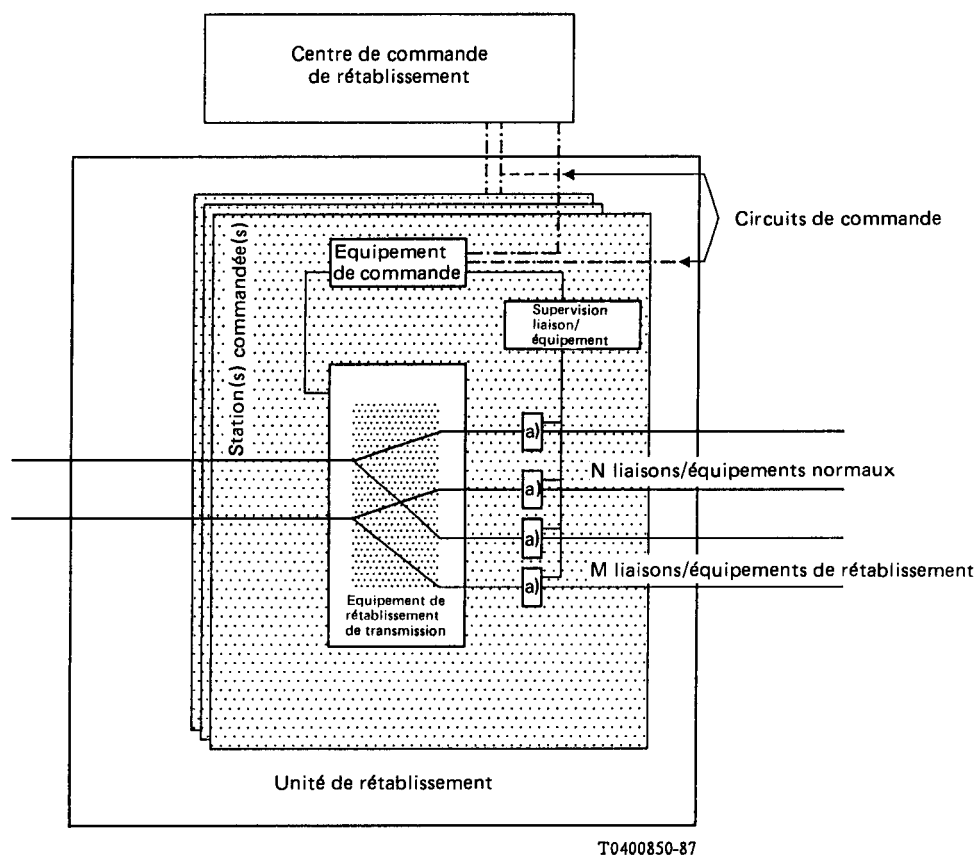 Centre de commande
de rétablissement
Circuits de commande
Station(s) commandée(s)
Equipement
de commande
Supervision
liaison/
équipement
a)
N liaisons/équipements normaux
a)
a)
M liaisons/équipements de rétablissement
a)
Equipement de
rétablissement
de transmission
Unité de rétablissement
T0400850-87